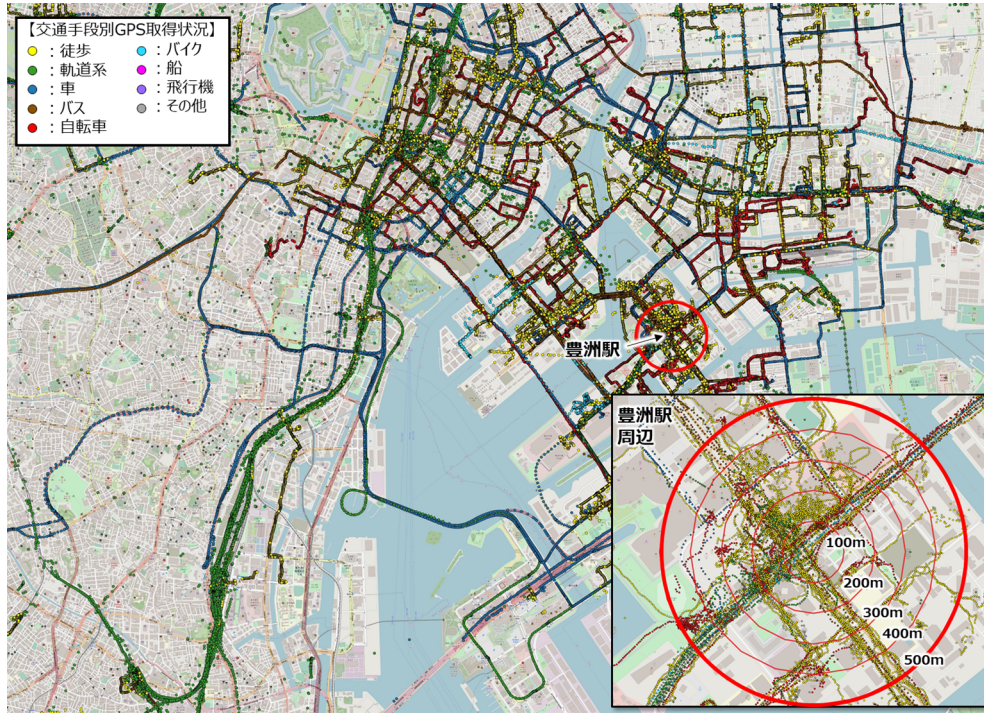 【交通手段別GPS取得状況】
：徒歩
：バイク
：軌道系
：船
：車
：飛行機
：バス
：その他
：自転車
豊洲駅
豊洲駅
周辺
100m
200m
300m
400m
500m